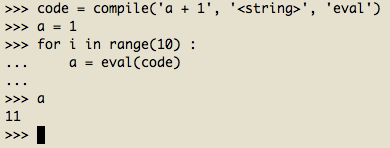 >>> code = compile('a + 1', '<string>', 'eval')
>>> a = 1
>>> for i in range(10) :
...     a = eval(code)
...
>>> a
11
>>>